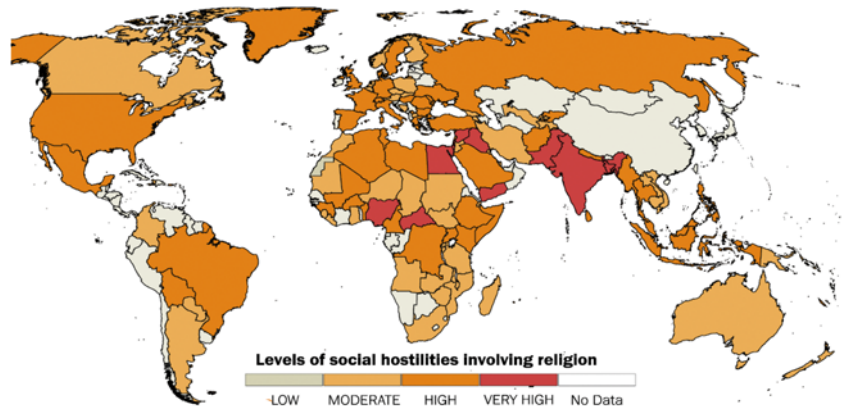 Levels of social hostilities involving religion
LOW MODERATE HIGH VERY HIGH No Data